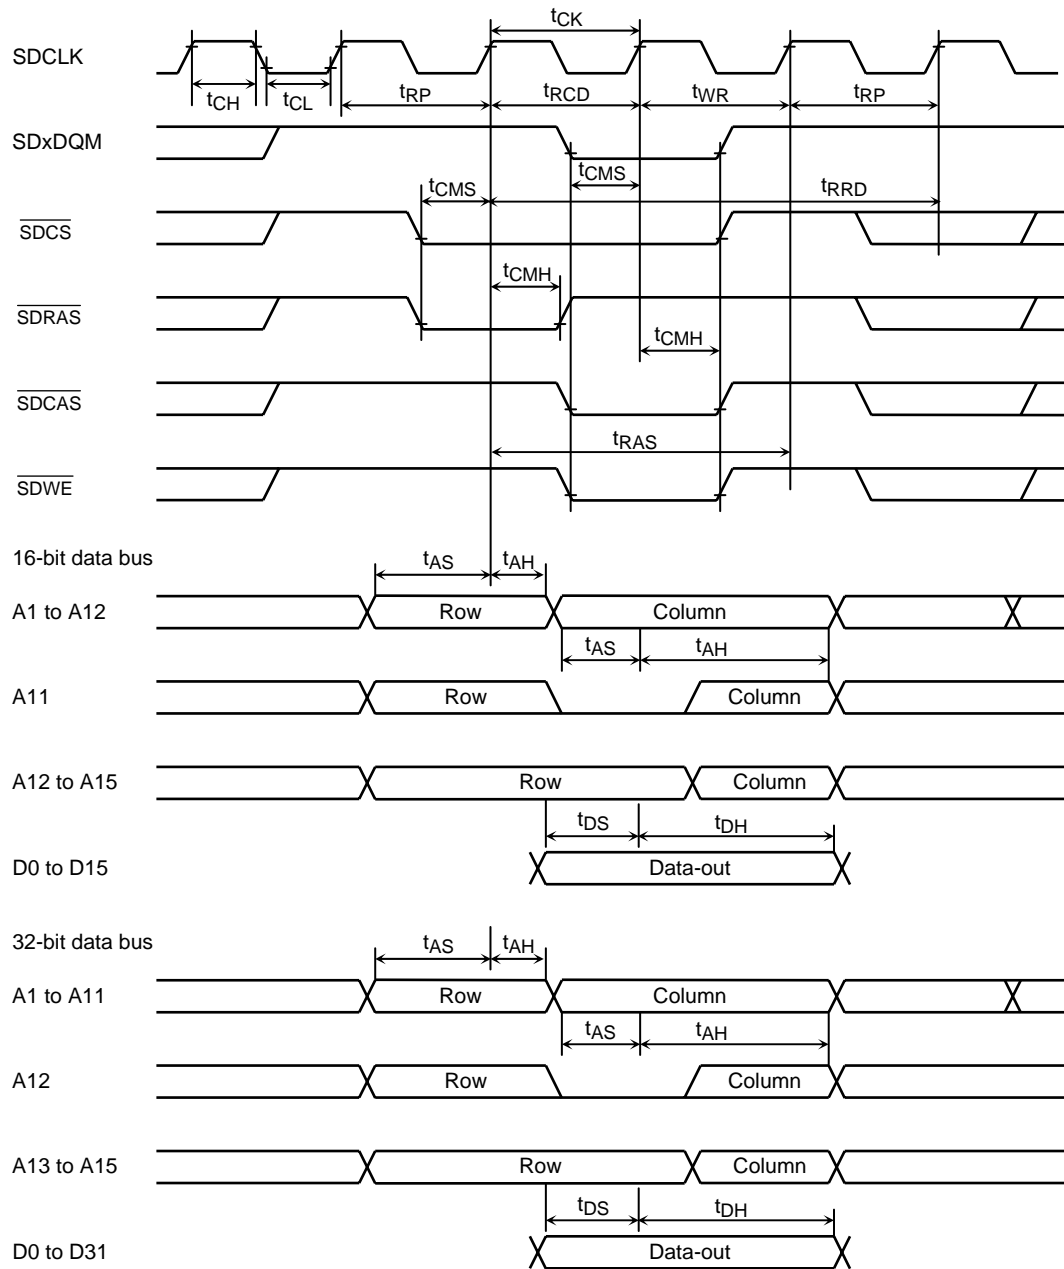 tCK
SDCLK
tCH tCL tRP tRCD tWR tRP
SDxDQM
tCMS tCMS tRRD
SDCS
tCMH
SDRAS
tCMH
SDCAS
tRAS
SDWE
16-bit data bus
tAS tAH
A1 to A12 Row Column
tAS tAH
A11 Row Column
A12 to A15 Row Column
tDS tDH
D0 to D15 Data-out
32-bit data bus
tAS tAH
A1 to A11 Row Column
tAS tAH
A12 Row Column
A13 to A15 Row Column
tDS tDH
D0 to D31 Data-out